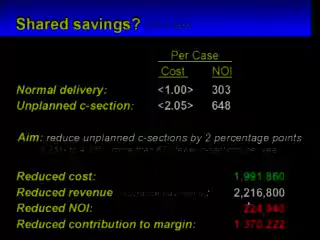 Shared savings?
Per Case
Cost NOI
Normal delivery: <1.00> 303
Unplanned c-section: <2.05> 648
Aim: reduce unplanned c-sections by 2 percentage points
Reduced cost: 1,991,860
Reduced revenue 2,216,800
Reduced NOI: 224,940
Reduced contribution to margin: 1,370,222